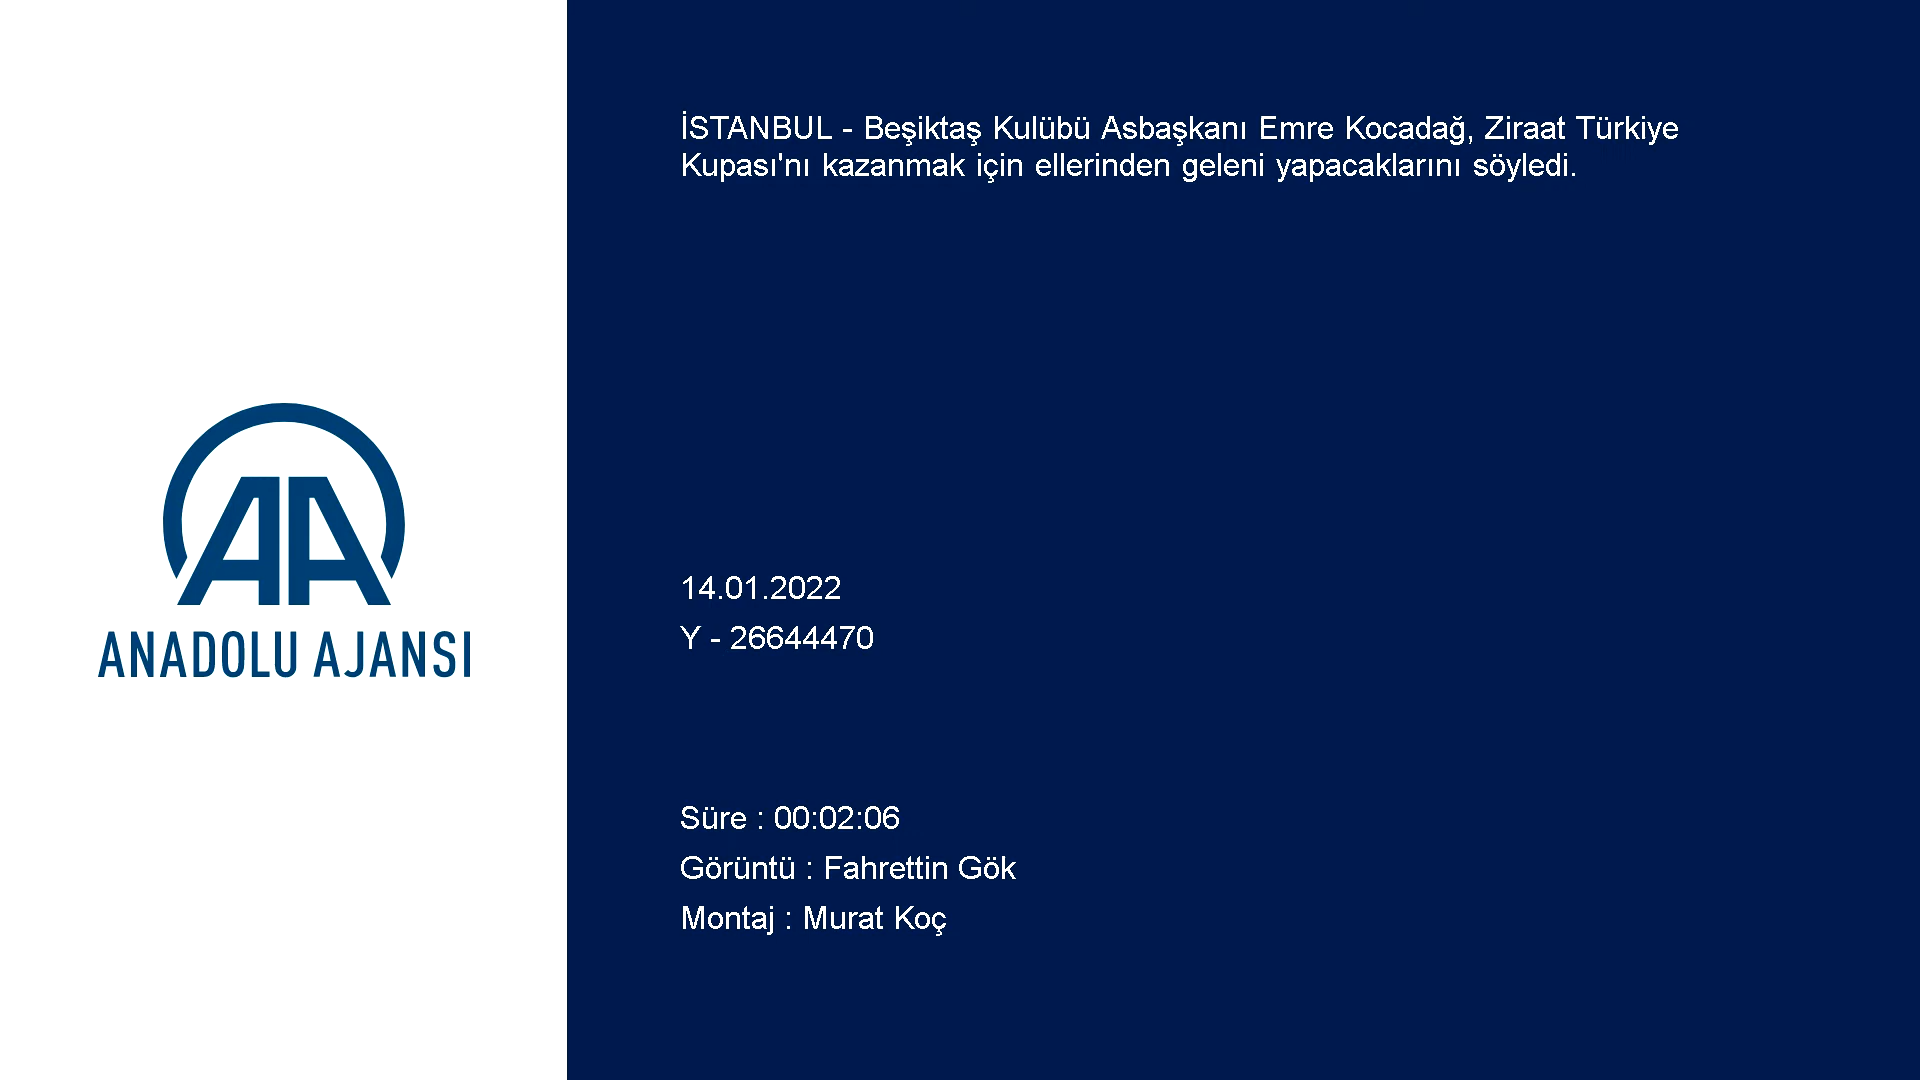 İSTANBUL - Beşiktaş Kulübü Asbaşkanı Emre Kocadağ, Ziraat Türkiye
Kupası'nı kazanmak için ellerinden geleni yapacaklarını söyledi.
AA
ANADOLU AJANSI
14.01.2022
Y - 26644470
Süre : 00:02:06
Görüntü : Fahrettin Gök
Montaj : Murat Koç